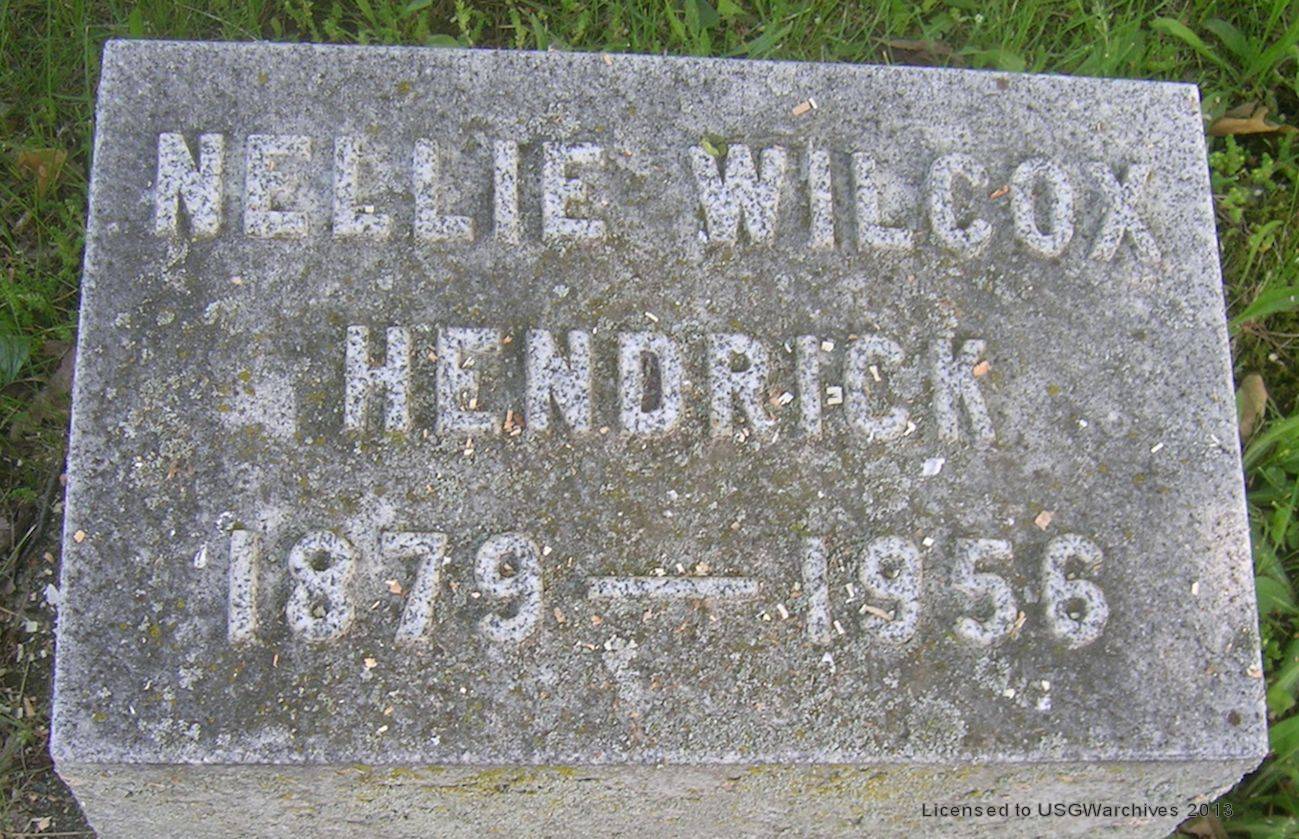 NELLIE WILCOX
HENDRICK
1879—1956
Licensed to USGWarchives 2013